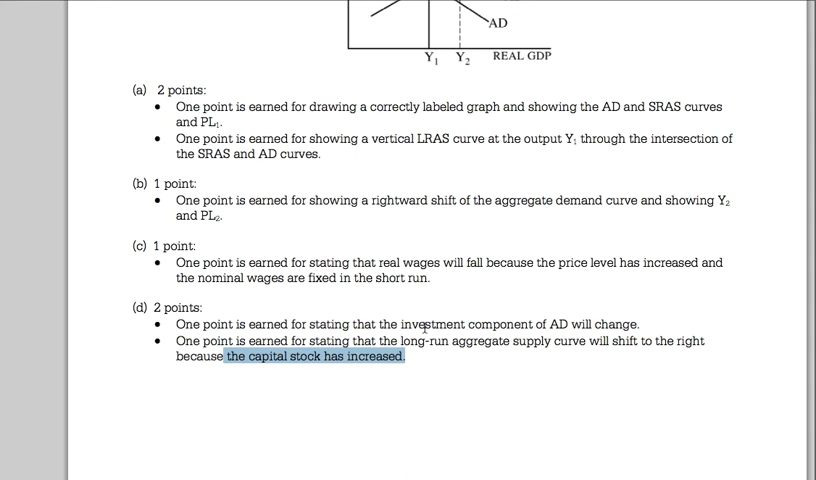 AD
Y1 Y2 REAL GDP
(a) 2 points:
• One point is earned for drawing a correctly labeled graph and showing the AD and SRAS curves
and PL1.
• One point is earned for showing a vertical LRAS curve at the output Y1 through the intersection of
the SRAS and AD curves.
(b) 1 point:
• One point is earned for showing a rightward shift of the aggregate demand curve and showing Y2
and PL2.
(c) 1 point:
• One point is earned for stating that real wages will fall because the price level has increased and
the nominal wages are fixed in the short run.
(d) 2 points:
• One point is earned for stating that the investment component of AD will change.
• One point is earned for stating that the long-run aggregate supply curve will shift to the right
because the capital stock has increased.